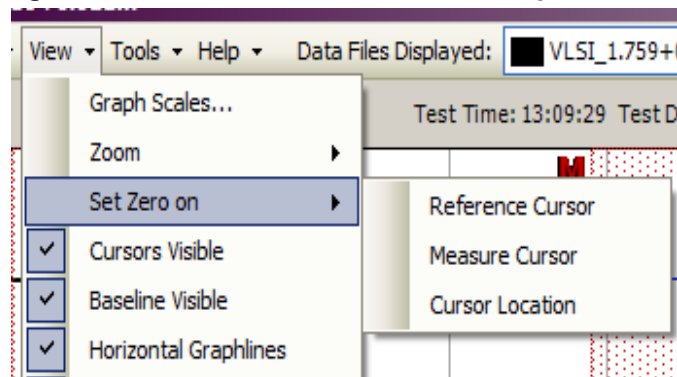 View Tools Help Data Files Displayed: VLSI_1.759+
Graph Scales... Test Time: 13:09:29 Test D
Zoom
M
Set Zero on
Reference Cursor
Cursors Visible
Measure Cursor
Baseline Visible
Cursor Location
Horizontal Graphlines